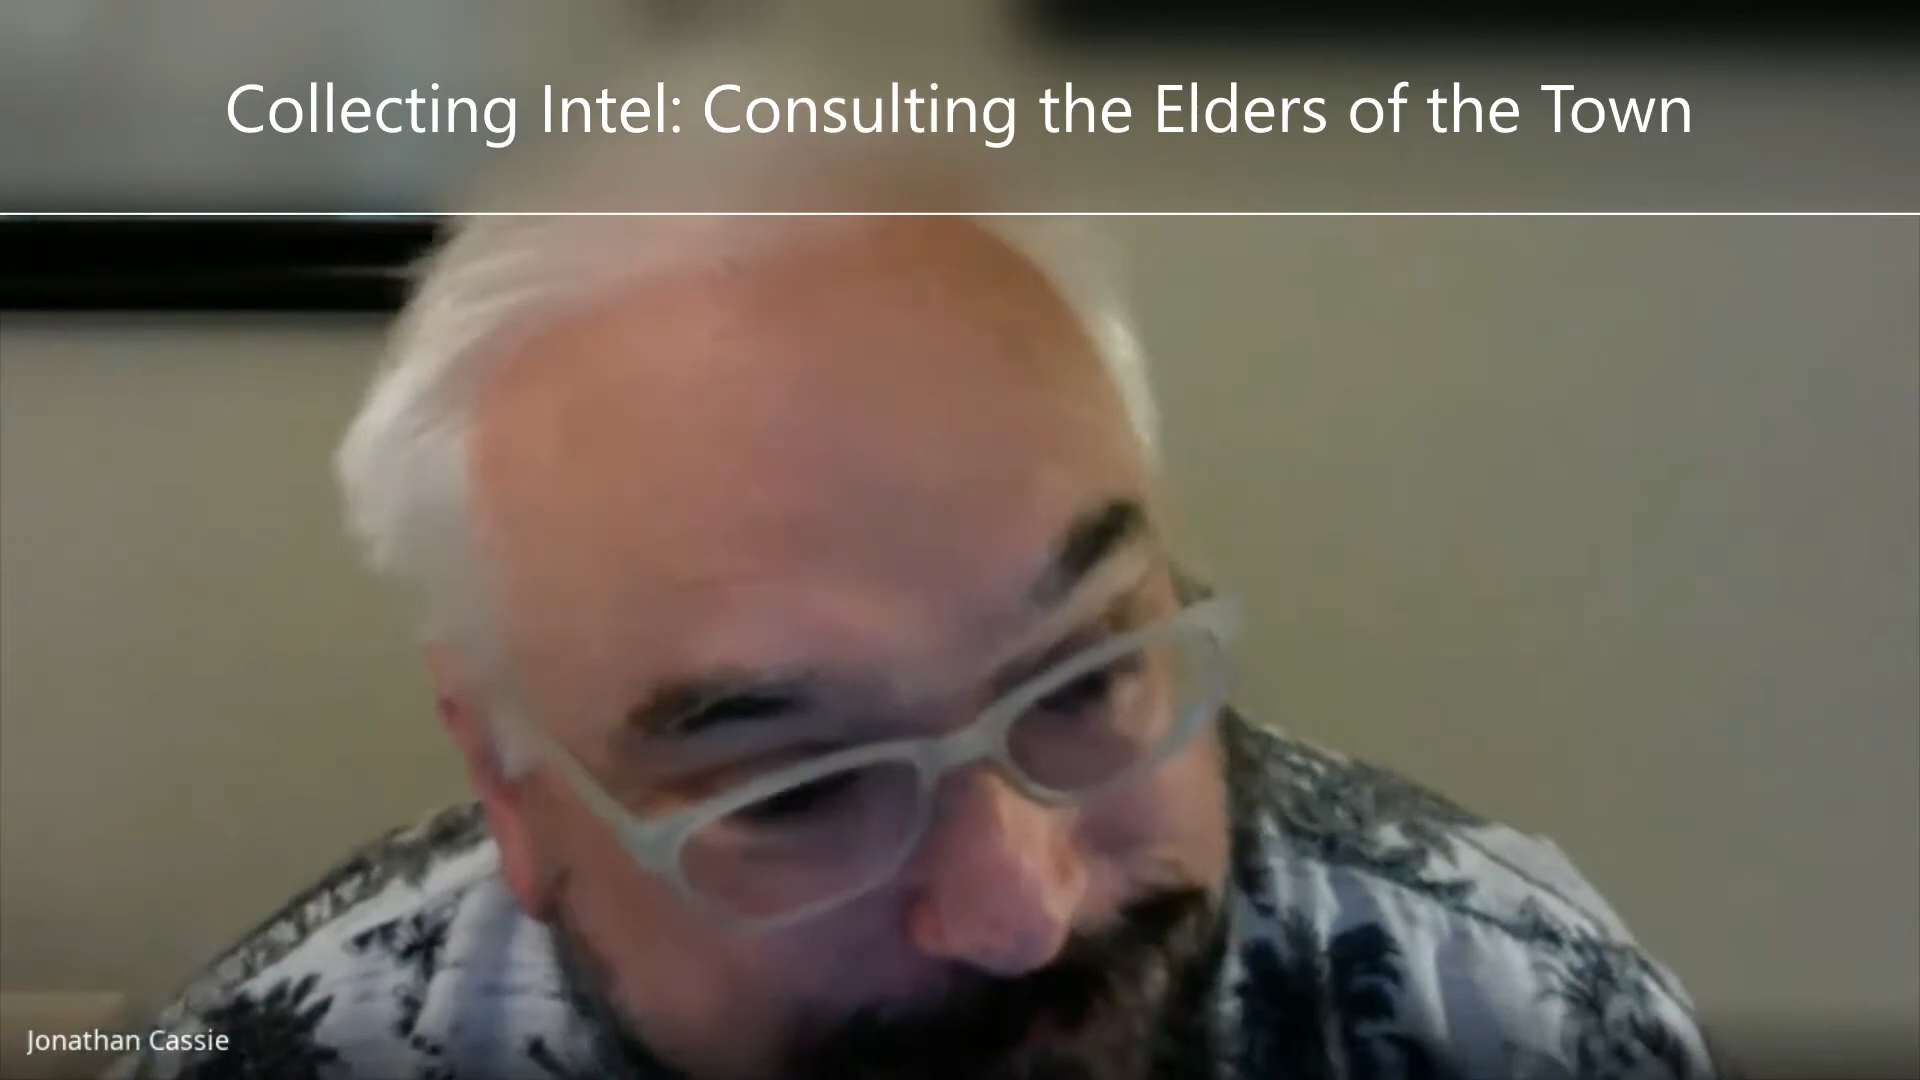 Collecting Intel: Consulting the Elders of the Town
Jonathan Cassie